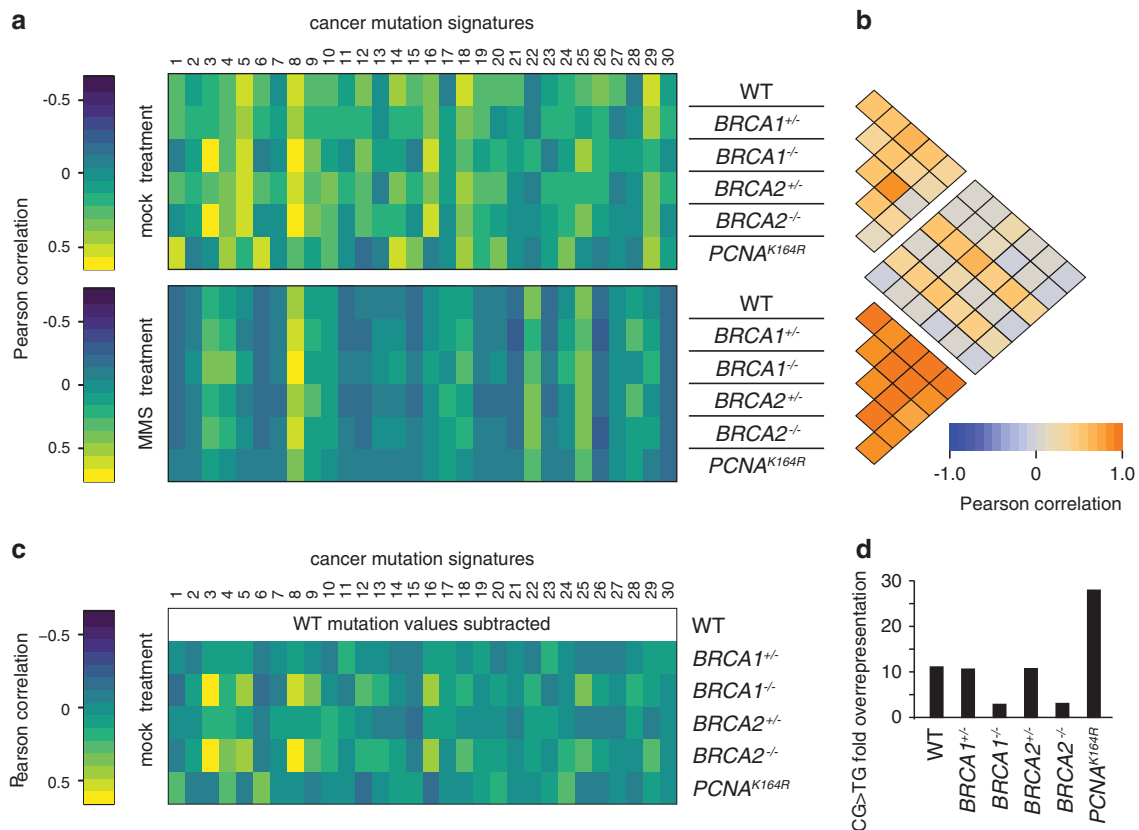 a
cancer mutation signatures
b
1 2 3 4 5 6 7 8 9 10 11 12 13 14 15 16 17 18 19 20 21 22 23 24 25 26 27 28 29 30
Pearson correlation
-0.5
0
0.5
mock treatment
WT
BRCA1+/-
BRCA1-/-
BRCA2+/-
BRCA2-/-
PCNAK164R
-0.5
0
0.5
MMS treatment
WT
BRCA1+/-
BRCA1-/-
BRCA2+/-
BRCA2-/-
PCNAK164R
-1.0 0 1.0
Pearson correlation
c
cancer mutation signatures
1 2 3 4 5 6 7 8 9 10 11 12 13 14 15 16 17 18 19 20 21 22 23 24 25 26 27 28 29 30
Pearson correlation
−0.5
0
0.5
mock treatment
WT mutation values subtracted
WT
BRCA1+/-
BRCA1-/-
BRCA2+/-
BRCA2-/-
PCNAK164R
d
CG>TG fold overrepresentation
30
20
10
0
WT
BRCA1+/-
BRCA1-/-
BRCA2+/-
BRCA2-/-
PCNAK164R